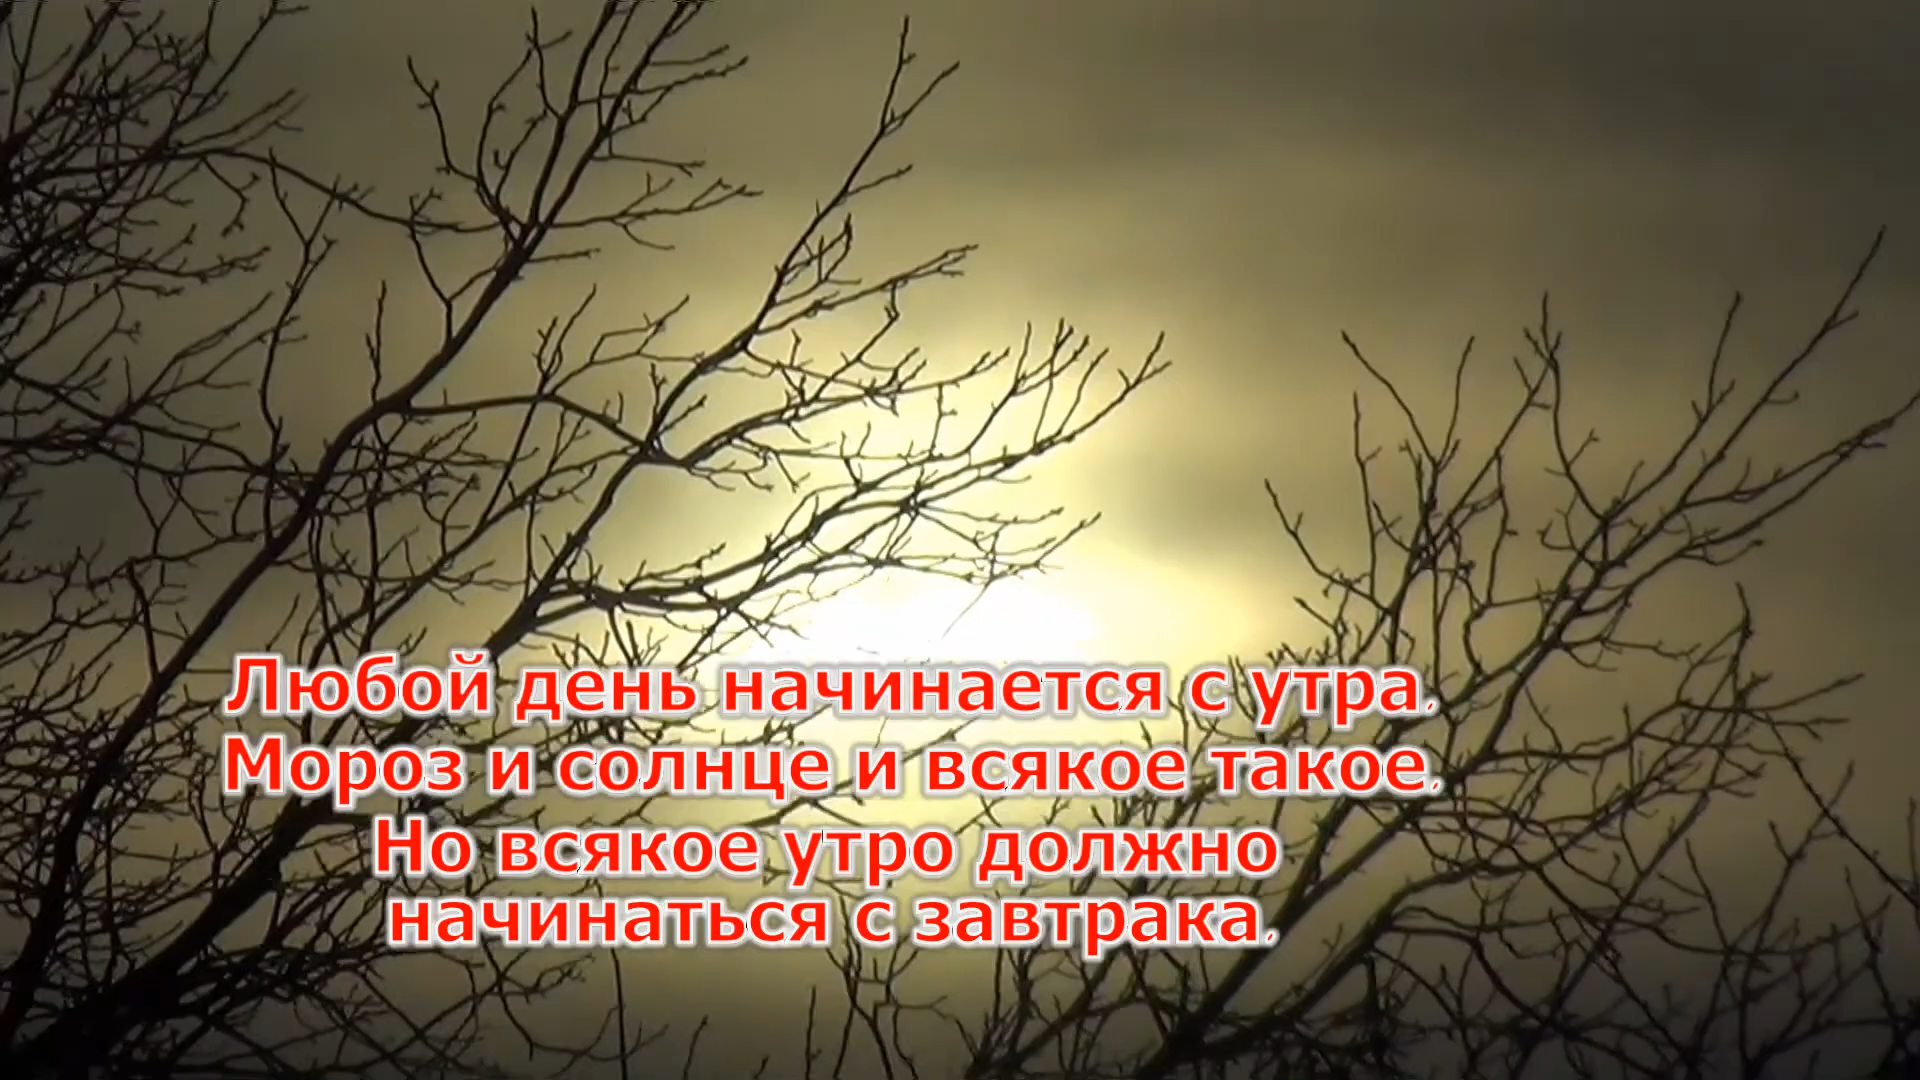 Любой день начинается с утра,
Мороз и солнце и всякое такое,
Но всякое утро должно
начинаться с завтрака,